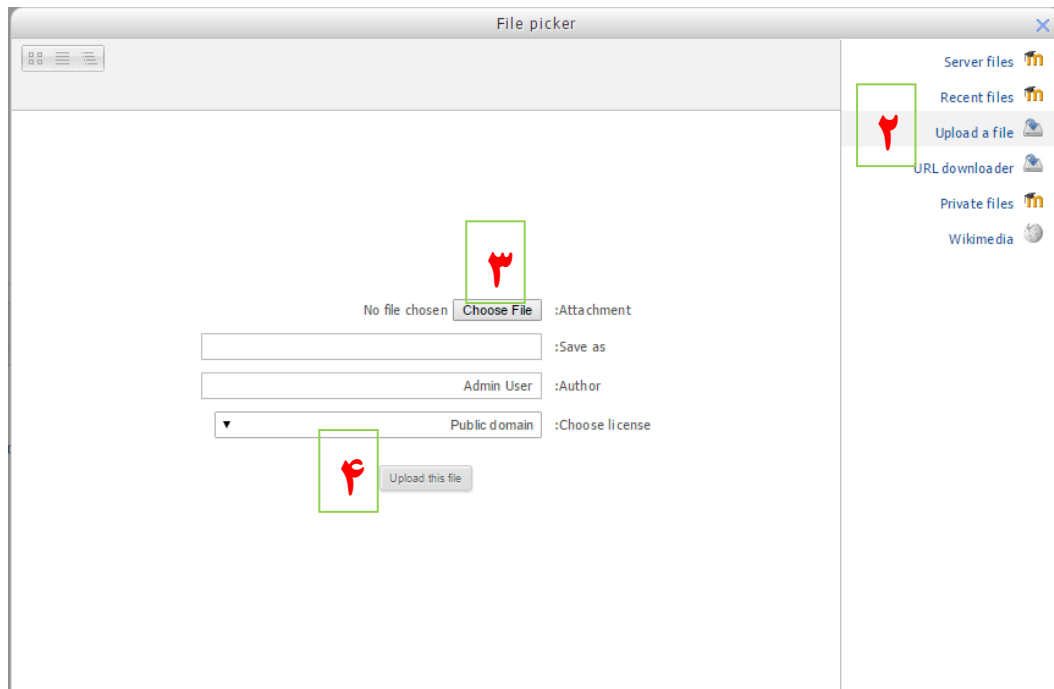 File picker
Server files
Recent files
۲
Upload a file
URL downloader
Private files
Wikimedia
۳
:Attachment Choose File No file chosen
:Save as
:Author Admin User
:Choose license Public domain
۴
Upload this file